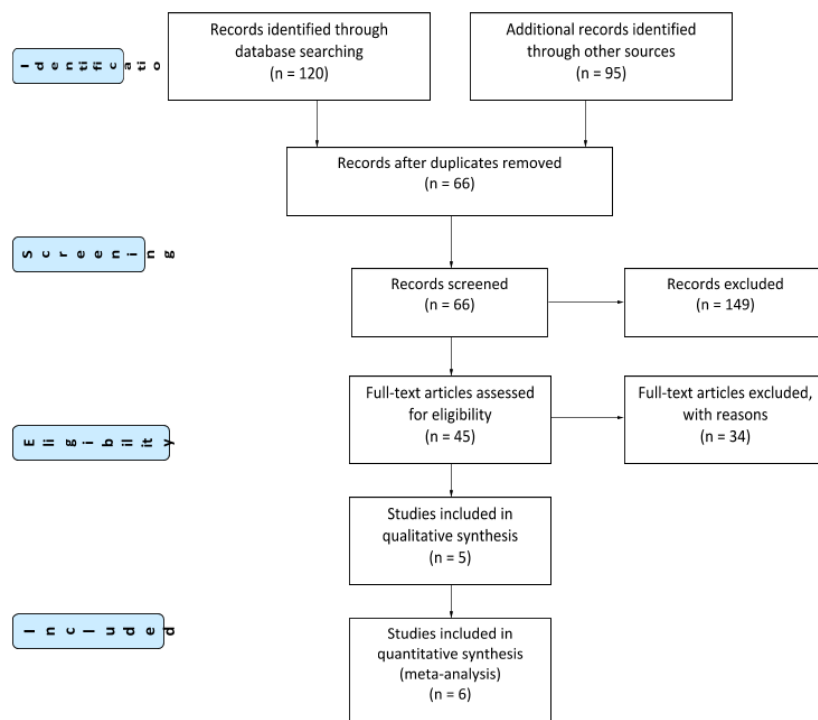 Records identified through
database searching
(n = 120)
Additional records identified
through other sources
(n = 95)
Identificatio
Records after duplicates removed
(n = 66)
Screening
Records screened
(n = 66)
Records excluded
(n = 149)
Full-text articles assessed
for eligibility
(n = 45)
Full-text articles excluded,
with reasons
(n = 34)
Eligibility
Studies included in
qualitative synthesis
(n = 5)
Included
Studies included in
quantitative synthesis
(meta-analysis)
(n = 6)